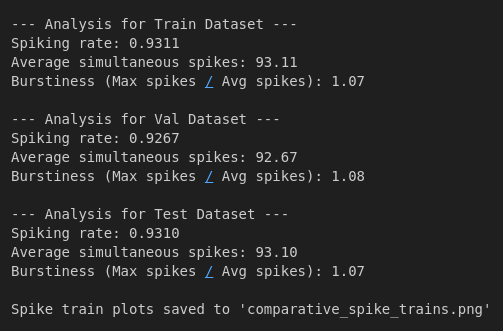 --- Analysis for Train Dataset ---
Spiking rate: 0.9311
Average simultaneous spikes: 93.11
Burstiness (Max spikes / Avg spikes): 1.07
--- Analysis for Val Dataset ---
Spiking rate: 0.9267
Average simultaneous spikes: 92.67
Burstiness (Max spikes / Avg spikes): 1.08
--- Analysis for Test Dataset ---
Spiking rate: 0.9310
Average simultaneous spikes: 93.10
Burstiness (Max spikes / Avg spikes): 1.07
Spike train plots saved to 'comparative_spike_trains.png'